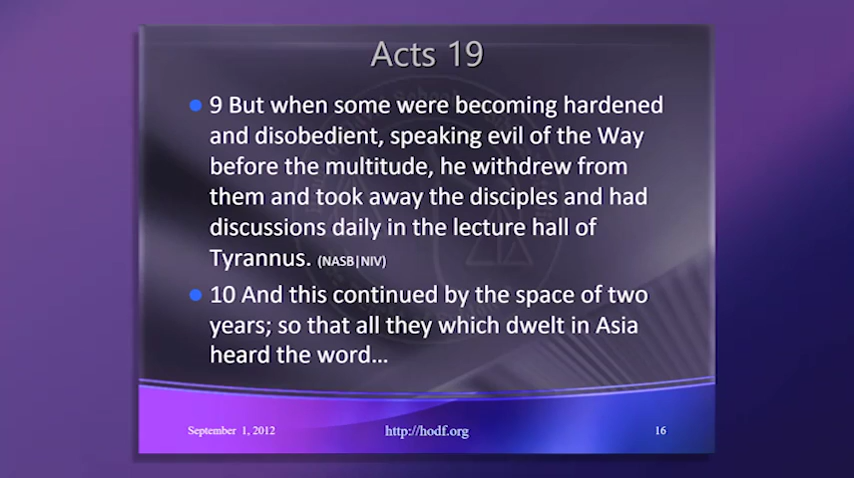 Acts 19
9 But when some were becoming hardened
and disobedient, speaking evil of the Way
before the multitude, he withdrew from
them and took away the disciples and had
discussions daily in the lecture hall of
Tyrannus. (NASB|NIV)
10 And this continued by the space of two
years; so that all they which dwelt in Asia
heard the word…
September 1, 2012 http://hodf.org 16